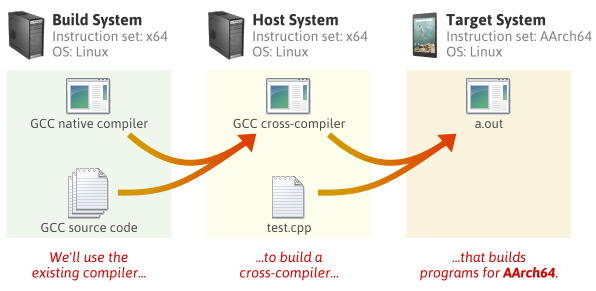 Build System
Instruction set: x64
OS: Linux
Host System
Instruction set: x64
OS: Linux
Target System
Instruction set: AArch64
OS: Linux
GCC native compiler
GCC cross-compiler
a.out
GCC source code
test.cpp
We'll use the
existing compiler...
...to build a
cross-compiler...
...that builds
programs for AArch64.